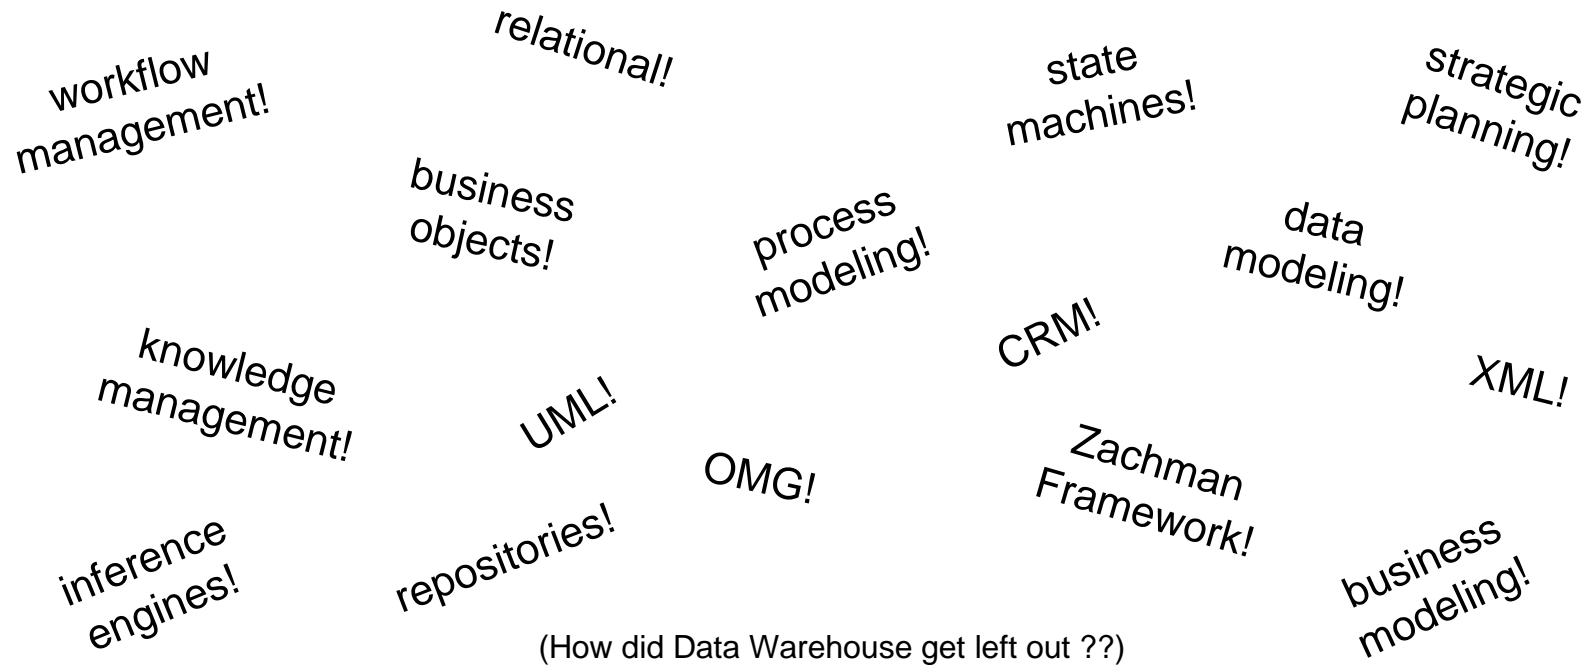 relational!
workflow
management!
state
machines!
strategic
planning!
business
objects!
process
modeling!
data
modeling!
CRM!
knowledge
management!
UML!
XML!
OMG!
Zachman
Framework!
inference
engines!
repositories!
business
modeling!
(How did Data Warehouse get left out ??)